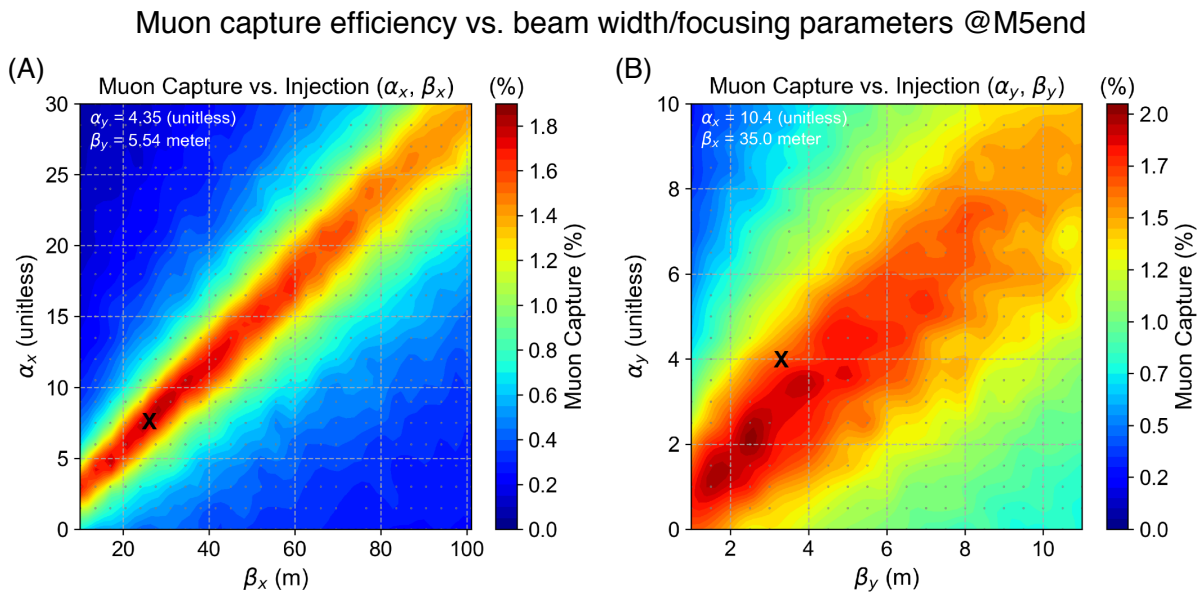 Muon capture efficiency vs. beam width/focusing parameters @M5end
(A)
Muon Capture vs. Injection (αx, βx)
(%)
αy = 4.35 (unitless)
βy = 5.54 meter
30
25
20
15
10
5
0
αx (unitless)
20
40
60
80
100
βx (m)
X
1.8
1.6
1.4
1.2
1.0
0.8
0.6
0.4
0.2
0.0
Muon Capture (%)
(B)
Muon Capture vs. Injection (αy, βy)
(%)
αx = 10.4 (unitless)
βx = 35.0 meter
10
8
6
4
2
0
αy (unitless)
2
4
6
8
10
βy (m)
X
2.0
1.7
1.5
1.2
1.0
0.7
0.5
0.2
0.0
Muon Capture (%)